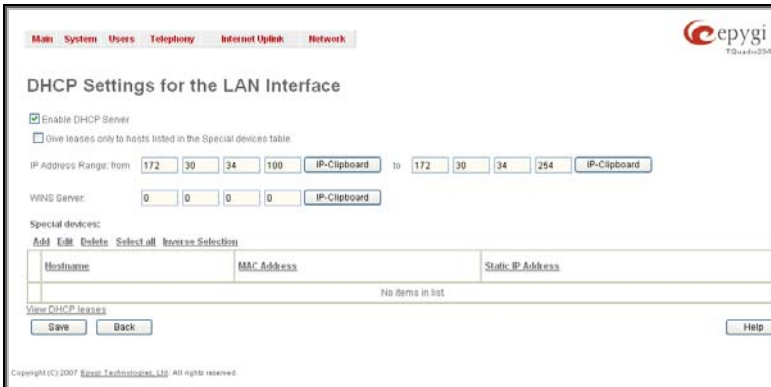 Main System Users Telephony Internet Uplink Network
epygi
DHCP Settings for the LAN Interface
Enable DHCP Server
Give leases only to hosts listed in the Special devices table
IP Address Range: from 172 30 34 100 IP-Clipboard to 172 30 34 254 IP-Clipboard
WINS Server: 0 0 0 0 IP-Clipboard
Special devices:
Add Edit Delete Select all Inverse Selection
Hostname MAC Address Static IP Address
No items in list.
View DHCP leases
Save Back Help
Copyright (C) 2007 Epygi Technologies, Ltd. All rights reserved.